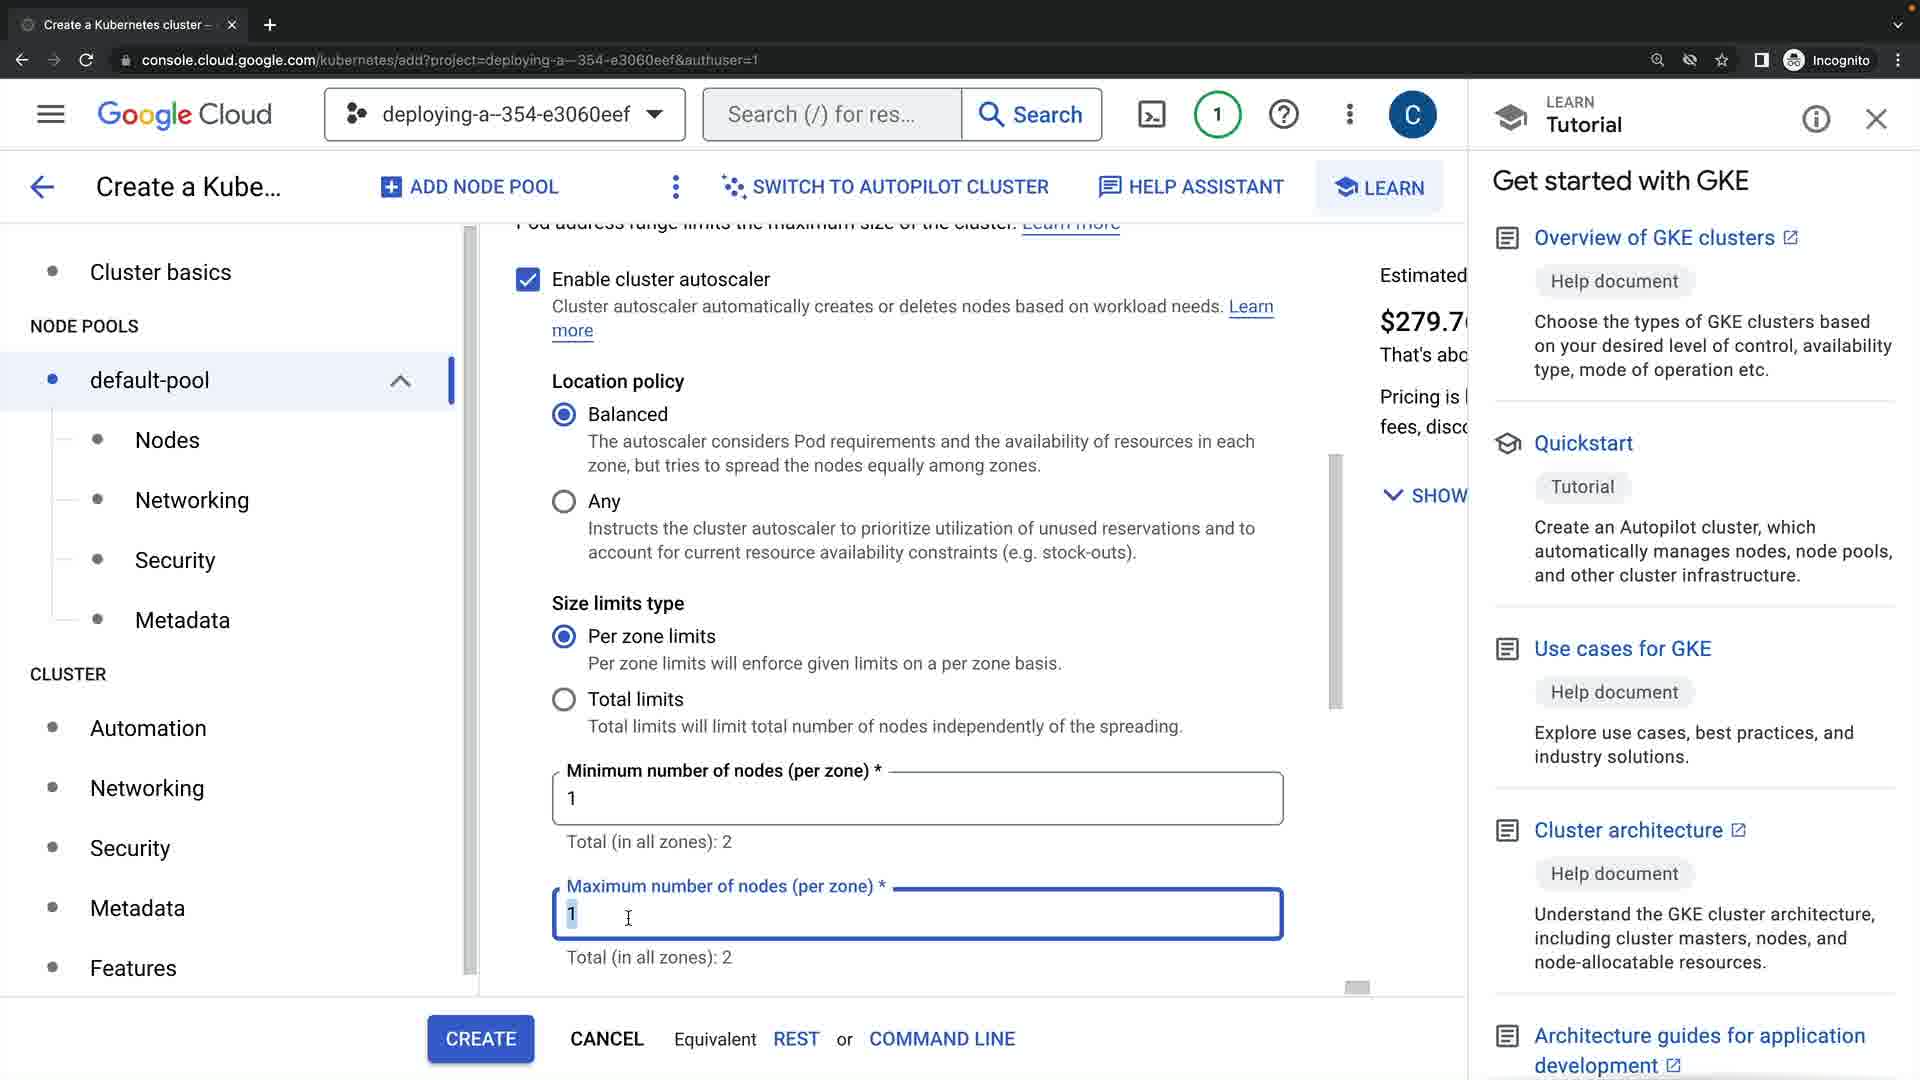 Create a Kubernetes cluster –
console.cloud.google.com/kubernetes/add?project=deploying-a--354-e3060eef&authuser=1
Incognito
Google Cloud
deploying-a--354-e3060eef
Search (/) for res...
Search
1
C
LEARN
Tutorial
Create a Kube...
ADD NODE POOL
SWITCH TO AUTOPILOT CLUSTER
HELP ASSISTANT
LEARN
Cluster basics
NODE POOLS
default-pool
Nodes
Networking
Security
Metadata
CLUSTER
Automation
Networking
Security
Metadata
Features
Pod address range limits the maximum size of the cluster. Learn more
Enable cluster autoscaler
Cluster autoscaler automatically creates or deletes nodes based on workload needs. Learn
more
Location policy
Balanced
The autoscaler considers Pod requirements and the availability of resources in each
zone, but tries to spread the nodes equally among zones.
Any
Instructs the cluster autoscaler to prioritize utilization of unused reservations and to
account for current resource availability constraints (e.g. stock-outs).
Size limits type
Per zone limits
Per zone limits will enforce given limits on a per zone basis.
Total limits
Total limits will limit total number of nodes independently of the spreading.
Minimum number of nodes (per zone) *
1
Total (in all zones): 2
Maximum number of nodes (per zone) *
1
Total (in all zones): 2
Estimated
$279.7
That's abo
Pricing is
fees, disco
SHOW
CREATE
CANCEL
Equivalent REST or COMMAND LINE
Get started with GKE
Overview of GKE clusters
Help document
Choose the types of GKE clusters based
on your desired level of control, availability
type, mode of operation etc.
Quickstart
Tutorial
Create an Autopilot cluster, which
automatically manages nodes, node pools,
and other cluster infrastructure.
Use cases for GKE
Help document
Explore use cases, best practices, and
industry solutions.
Cluster architecture
Help document
Understand the GKE cluster architecture,
including cluster masters, nodes, and
node-allocatable resources.
Architecture guides for application
development